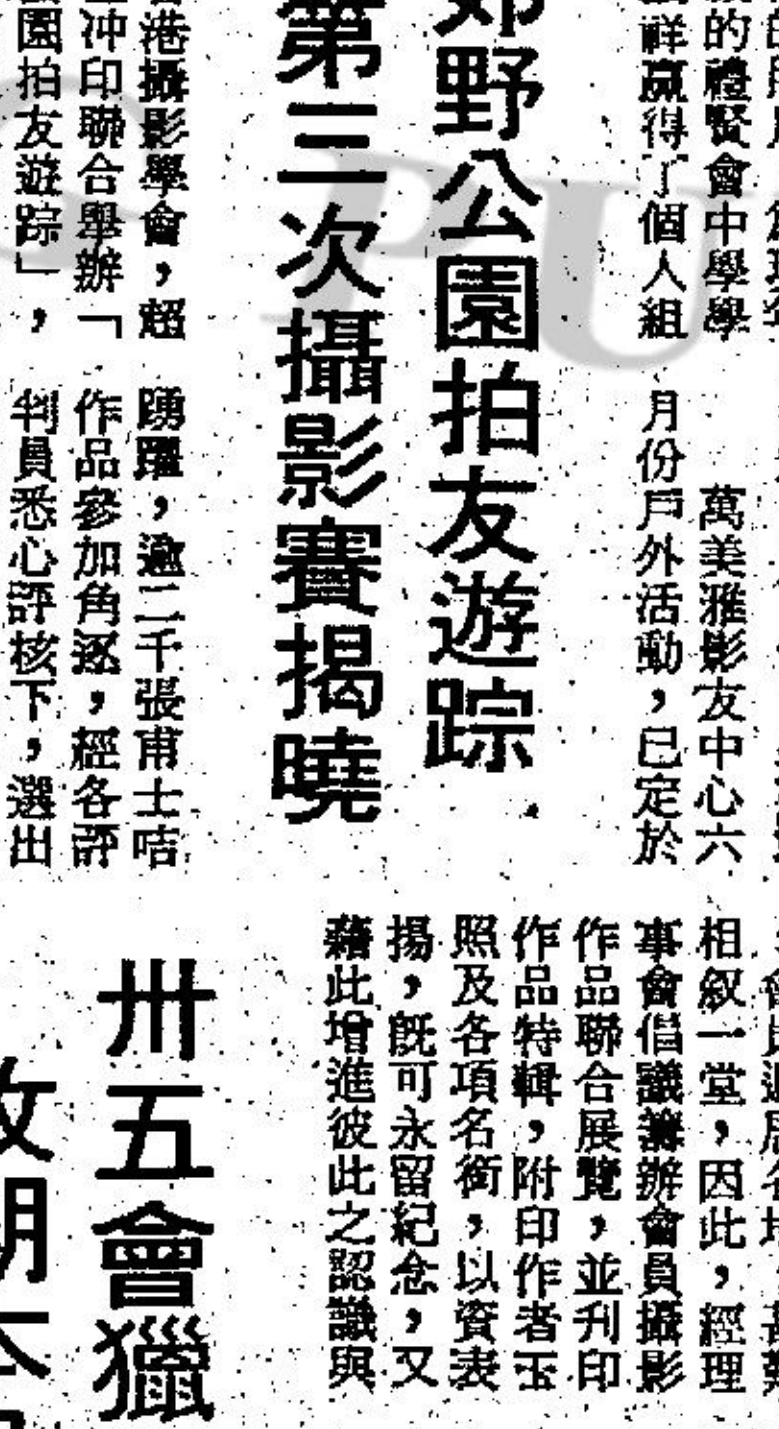 的禮賢會中學學
祥贏得了個人組
萬美雅影友中心六
月份戶外活動，已定於
郊野公園拍友遊踪
第三次攝影賽揭曉
港攝影學會，超
冲印聯合舉辦「
園拍友遊踪」，
踴躍，逾二千張甫士咭
作品參加角逐，經各評
判員悉心評核下，選出
相叙一堂，因此，經理
事會倡議籌辦會員攝影
作品聯合展覽，並刋印
作品特輯，附印作者玉
照及各項名銜，以資表
揚，旣可永留紀念，又
藉此增進彼此之認識與
卅五會獵
PU